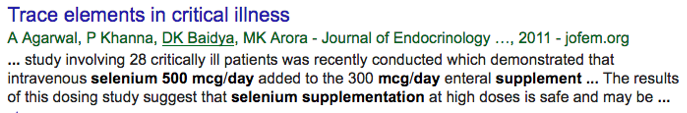 Trace elements in critical illness
A Agarwal, P Khanna, DK Baidya, MK Arora - Journal of Endocrinology …, 2011 - jofem.org
... study involving 28 critically ill patients was recently conducted which demonstrated that
intravenous selenium 500 mcg/day added to the 300 mcg/day enteral supplement ... The results
of this dosing study suggest that selenium supplementation at high doses is safe and may be ...